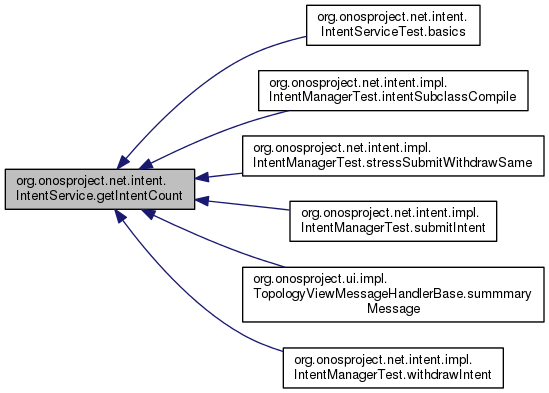 org.onosproject.net.intent.
IntentServiceTest.basics
org.onosproject.net.intent.impl.
IntentManagerTest.intentSubclassCompile
org.onosproject.net.intent.impl.
IntentManagerTest.stressSubmitWithdrawSame
org.onosproject.net.intent.
IntentService.getIntentCount
org.onosproject.net.intent.impl.
IntentManagerTest.submitIntent
org.onosproject.ui.impl.
TopologyViewMessageHandlerBase.summmary
Message
org.onosproject.net.intent.impl.
IntentManagerTest.withdrawIntent